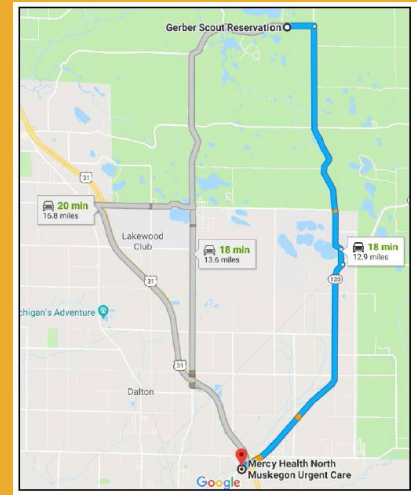 Gerber Scout Reservation
31
20 min
16.8 miles
Lakewood
Club
18 min
13.6 miles
18 min
12.9 miles
120
31
chigan's Adventure
31
Dalton
Mercy Health North
Muskegon Urgent Care
Google